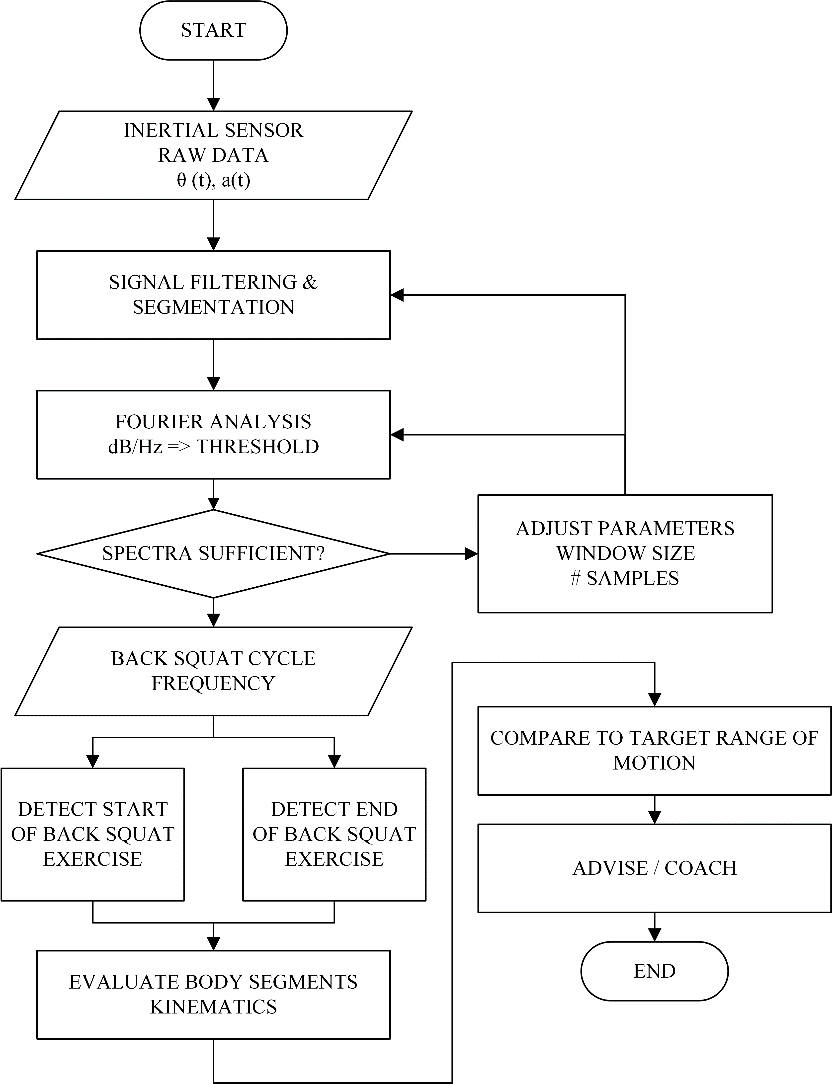 START
INERTIAL SENSOR
RAW DATA
θ (t), a(t)
SIGNAL FILTERING &
SEGMENTATION
FOURIER ANALYSIS
dB/Hz => THRESHOLD
SPECTRA SUFFICIENT?
ADJUST PARAMETERS
WINDOW SIZE
# SAMPLES
BACK SQUAT CYCLE
FREQUENCY
DETECT START
OF BACK SQUAT
EXERCISE
DETECT END
OF BACK SQUAT
EXERCISE
EVALUATE BODY SEGMENTS
KINEMATICS
COMPARE TO TARGET RANGE OF
MOTION
ADVISE / COACH
END